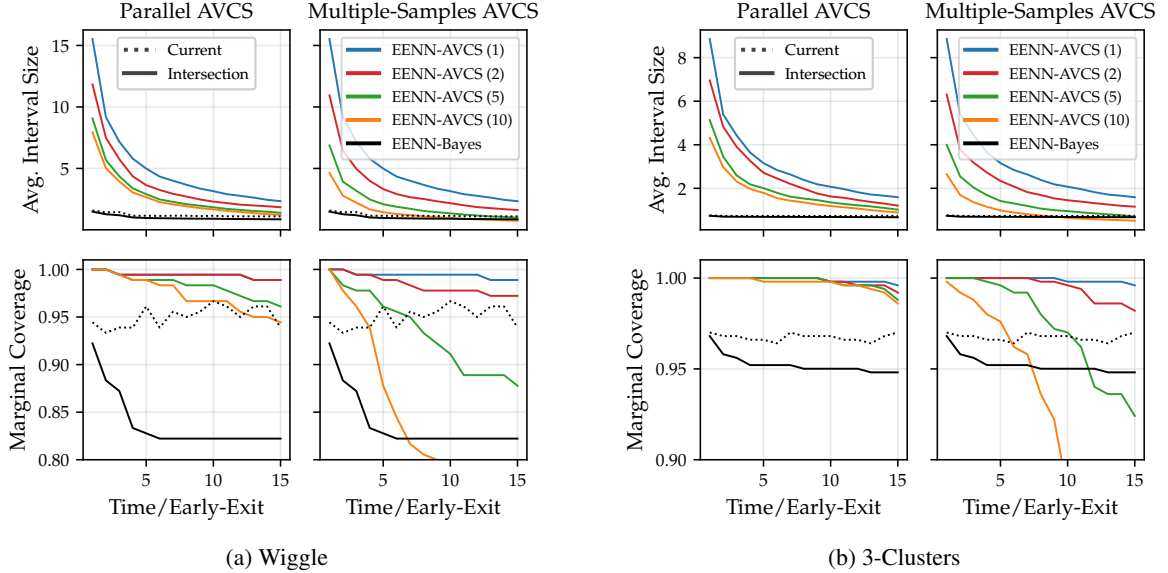 Parallel AVCS
Multiple-Samples AVCS
Avg. Interval Size
15
10
5
Current
Intersection
EENN-AVCS (1)
EENN-AVCS (2)
EENN-AVCS (5)
EENN-AVCS (10)
EENN-Bayes
Marginal Coverage
1.00
0.95
0.90
0.85
0.80
5
10
15
5
10
15
Time/Early-Exit
Time/Early-Exit
(a) Wiggle
Parallel AVCS
Multiple-Samples AVCS
Avg. Interval Size
8
6
4
2
Current
Intersection
EENN-AVCS (1)
EENN-AVCS (2)
EENN-AVCS (5)
EENN-AVCS (10)
EENN-Bayes
Marginal Coverage
1.00
0.95
0.90
5
10
15
5
10
15
Time/Early-Exit
Time/Early-Exit
(b) 3-Clusters